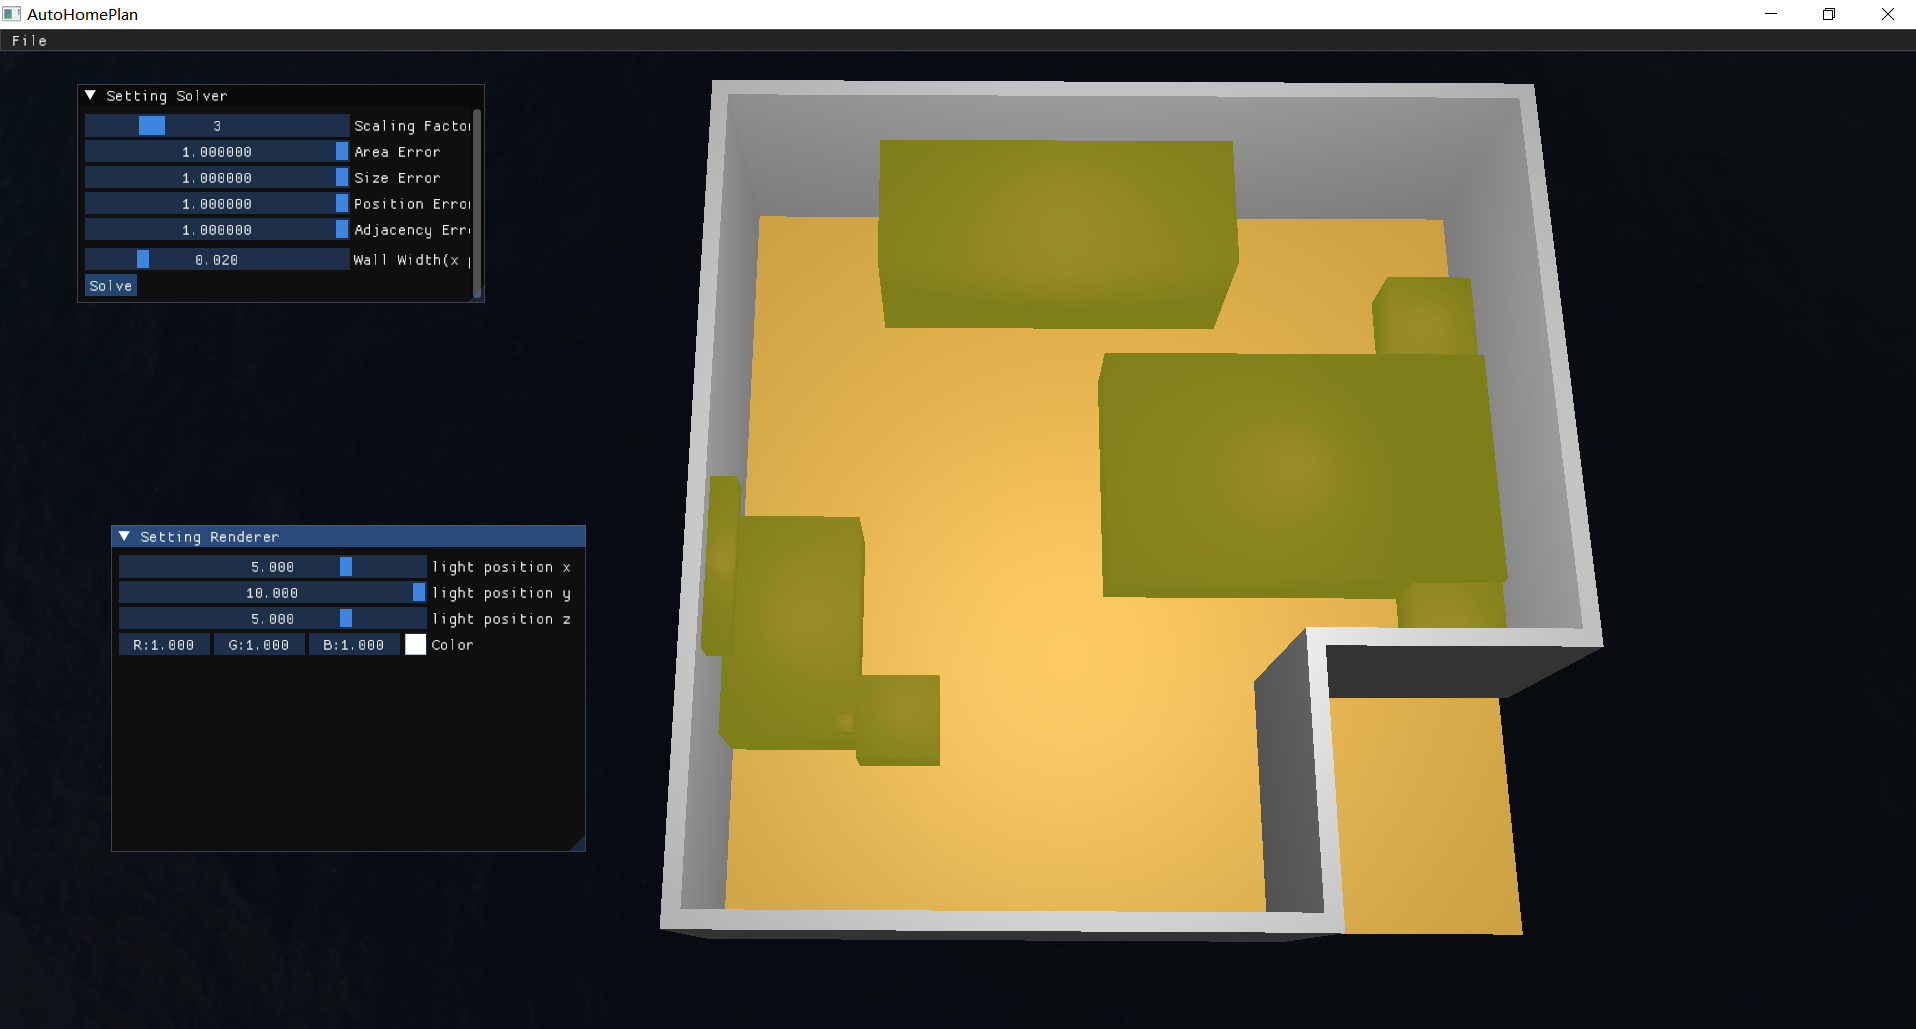 AutoHomePlan
File
Setting Solver
3 Scaling Facto
1.000000 Area Error
1.000000 Size Error
1.000000 Position Erro
1.000000 Adjacency Err
0.020 Wall Width(x
Solve
Setting Renderer
5.000 light position x
10.000 light position y
5.000 light position z
R:1.000 G:1.000 B:1.000 Color